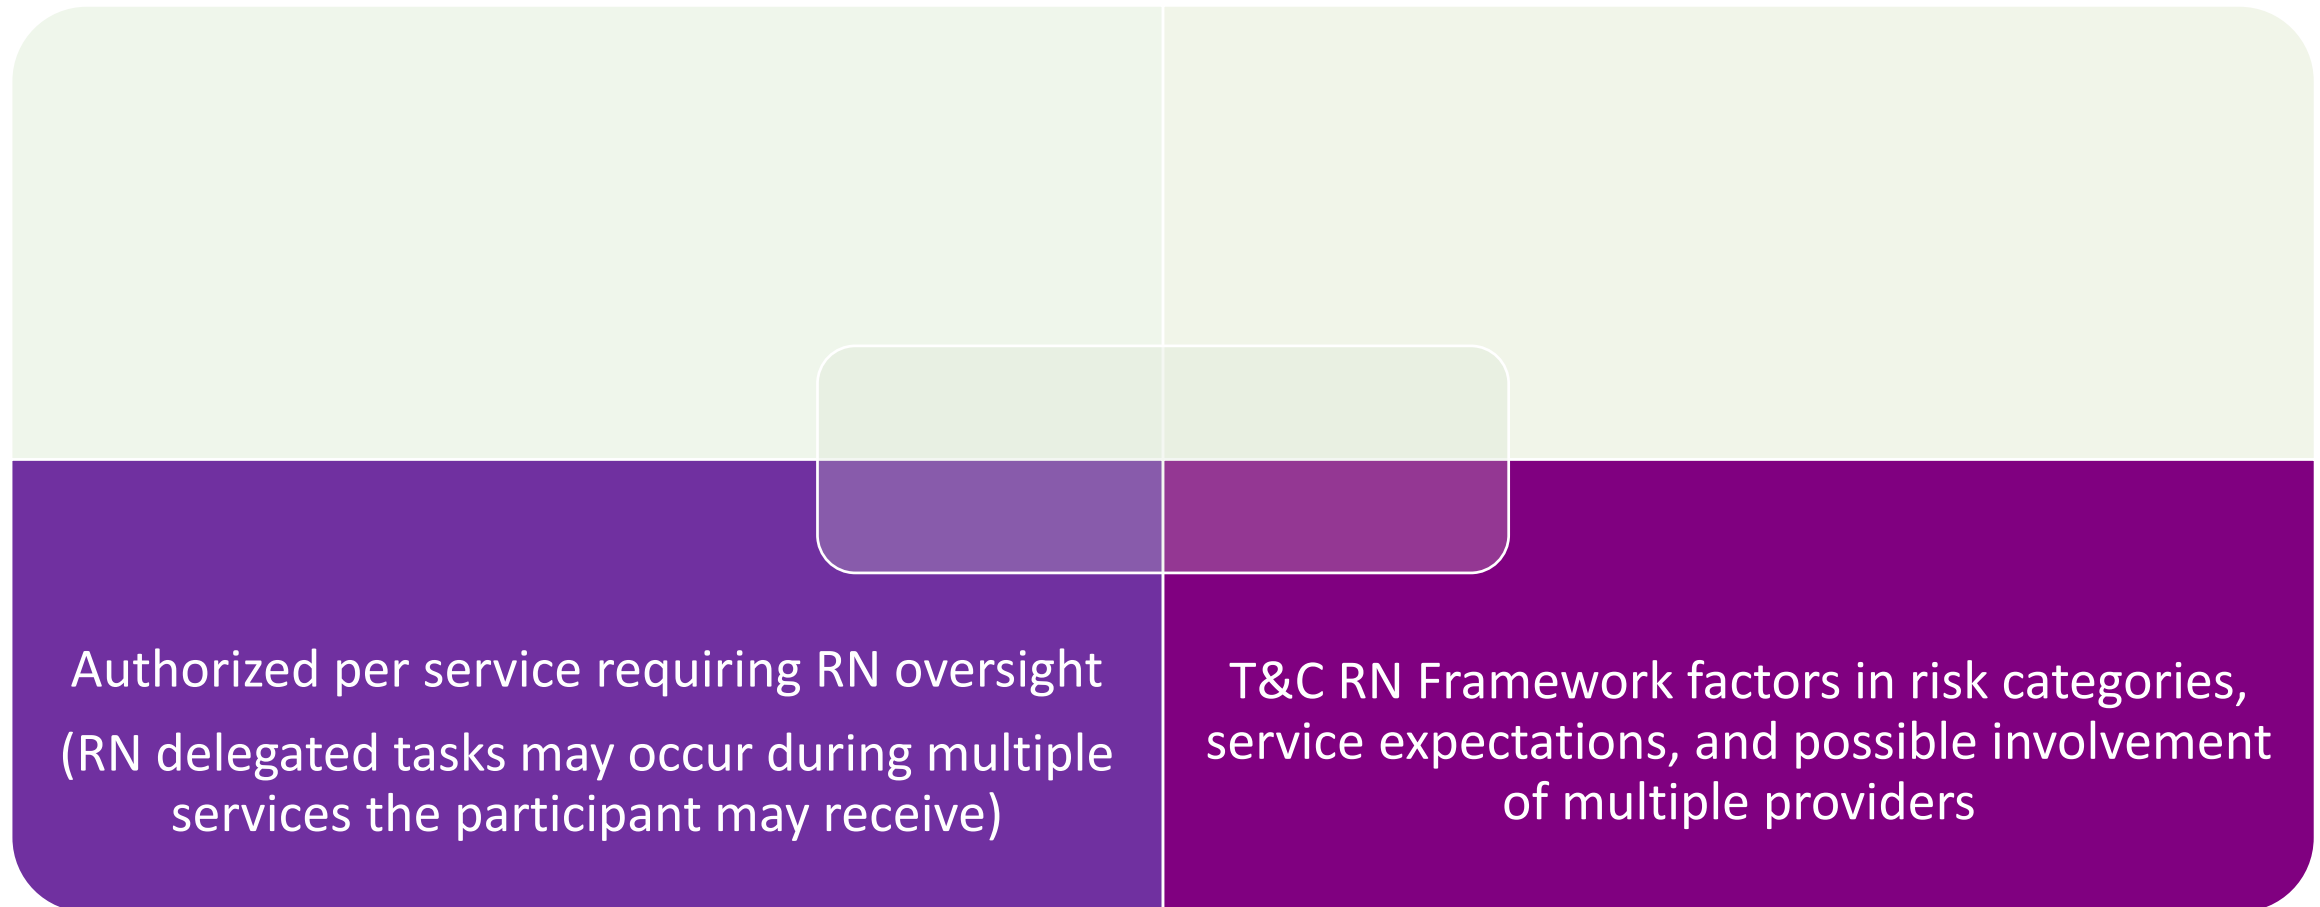 Authorized per service requiring RN oversight
(RN delegated tasks may occur during multiple
services the participant may receive)
T&C RN Framework factors in risk categories,
service expectations, and possible involvement
of multiple providers